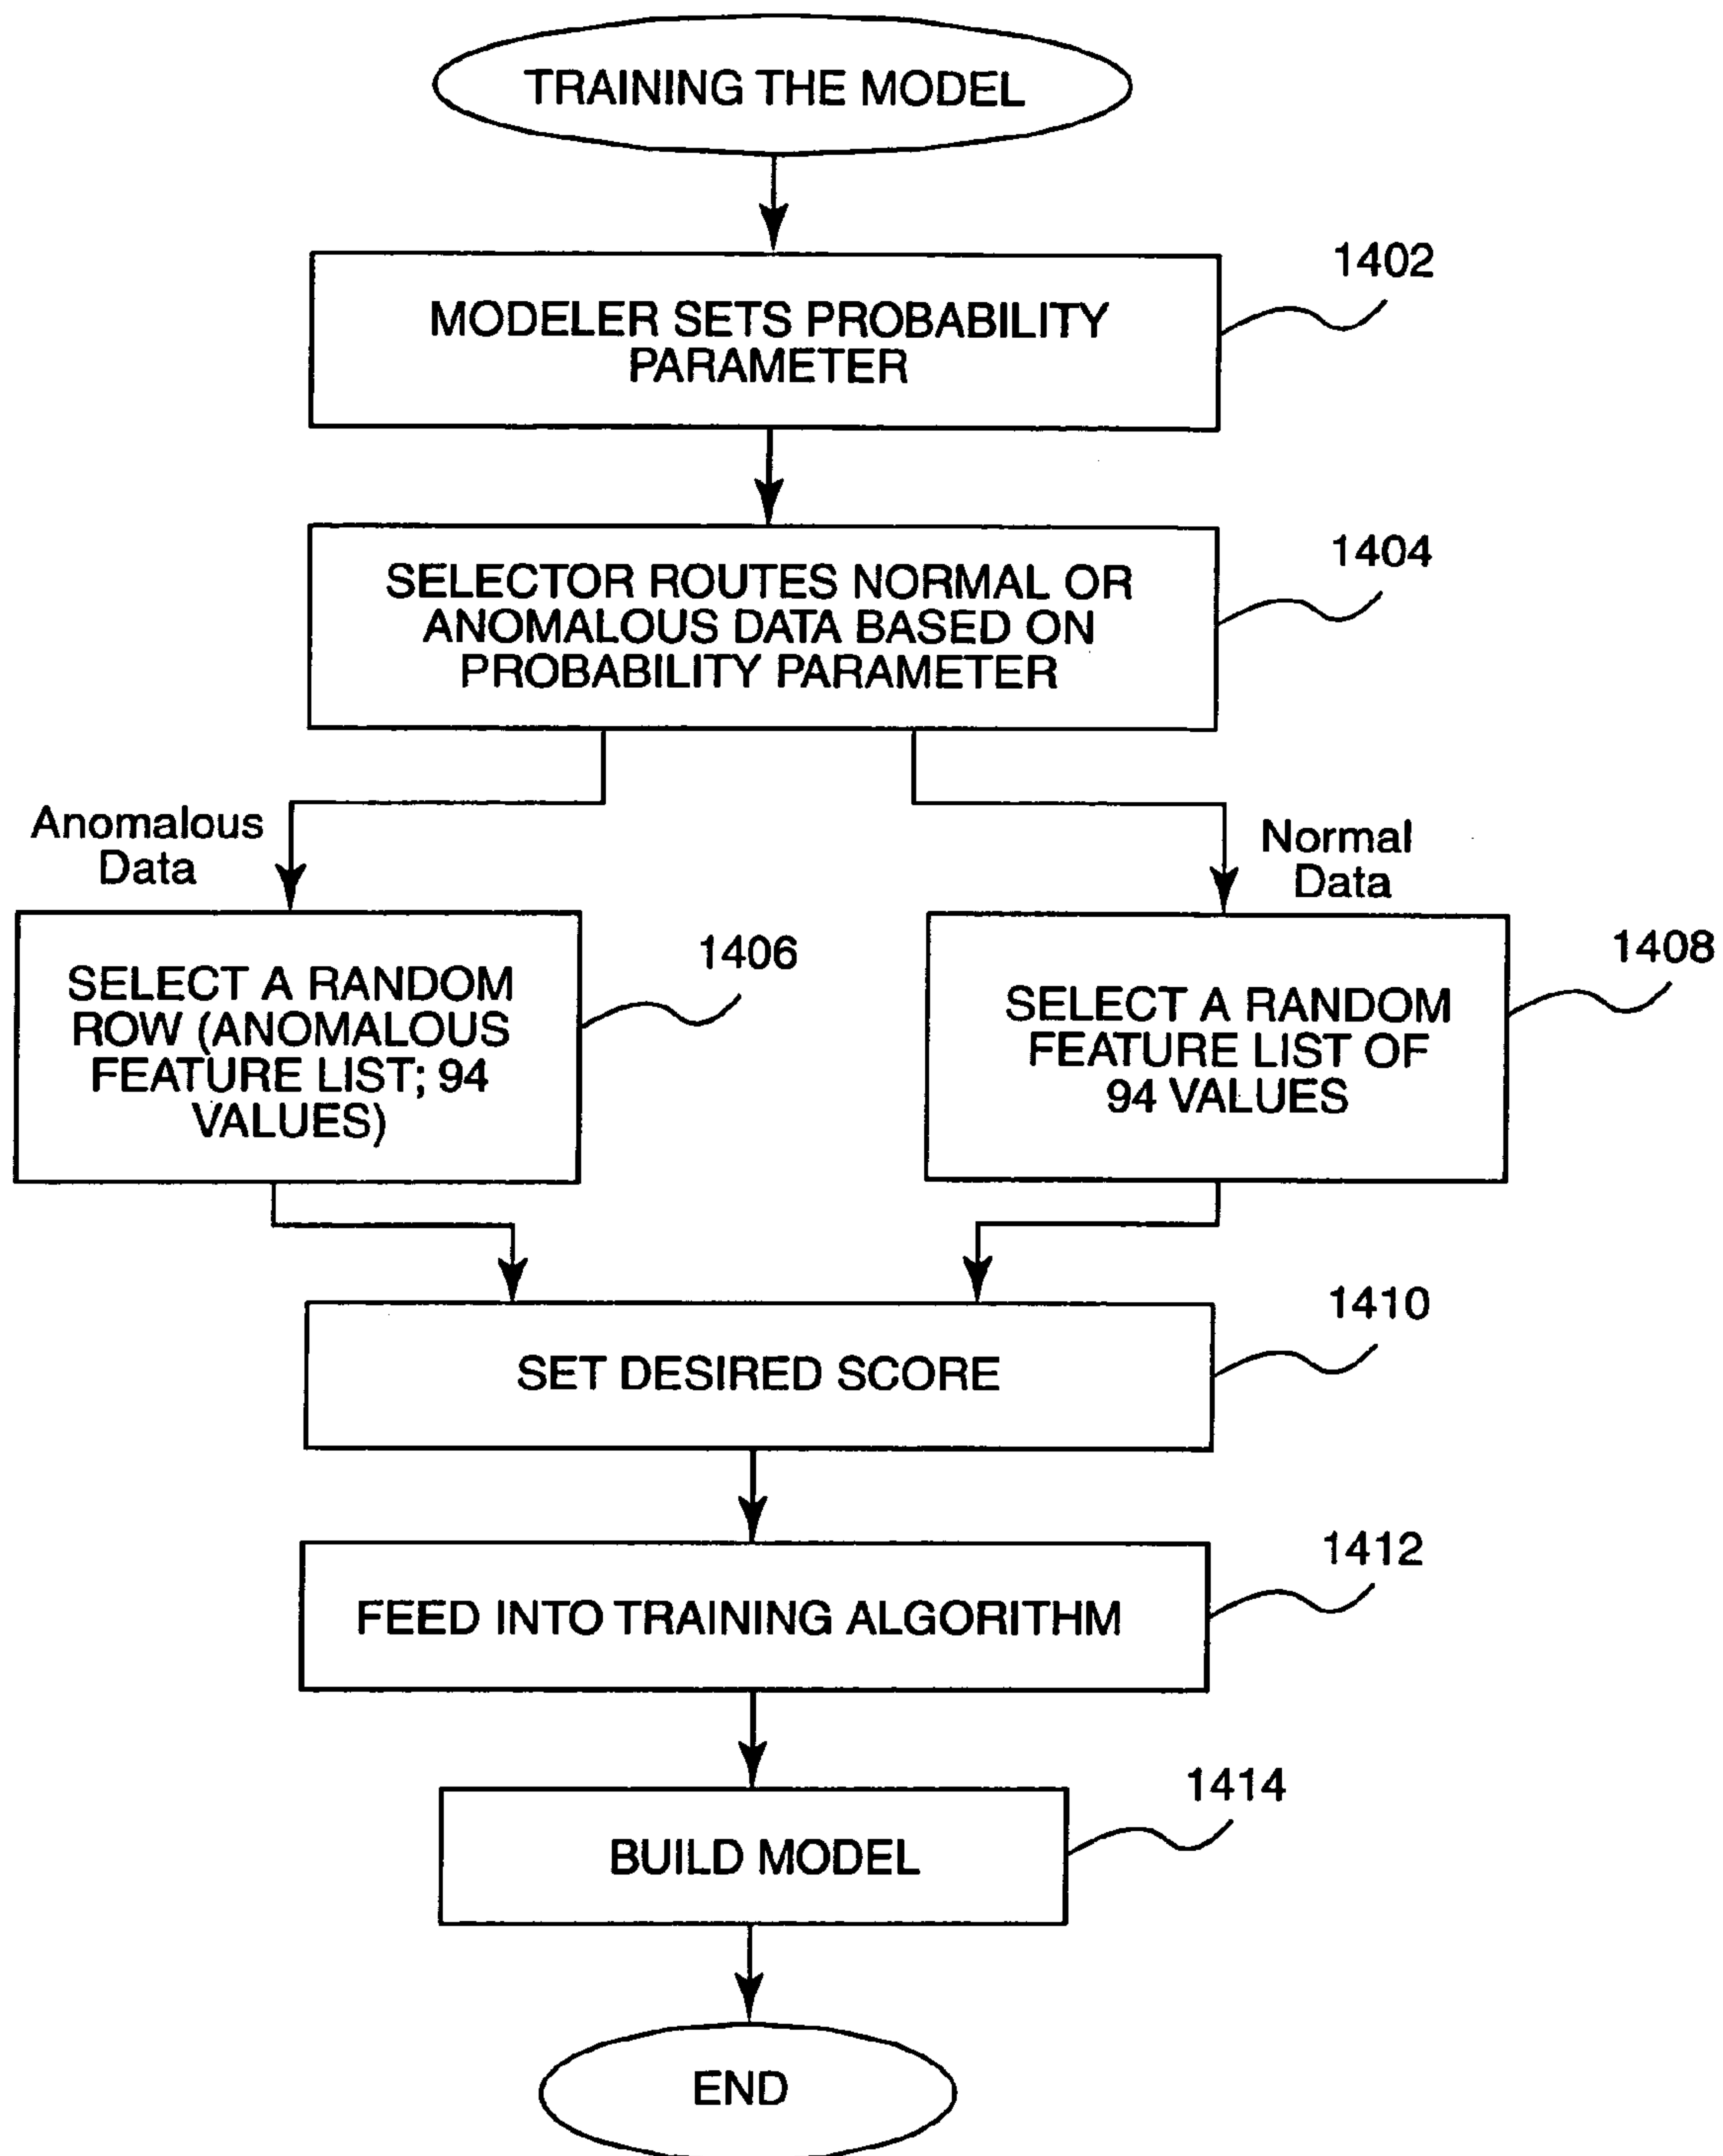 TRAINING THE MODEL
1402
MODELER SETS PROBABILITY
PARAMETER
1404
SELECTOR ROUTES NORMAL OR
ANOMALOUS DATA BASED ON
PROBABILITY PARAMETER
Anomalous
Data
Normal
Data
1406
SELECT A RANDOM
ROW (ANOMALOUS
FEATURE LIST; 94
VALUES)
1408
SELECT A RANDOM
FEATURE LIST OF
94 VALUES
1410
SET DESIRED SCORE
1412
FEED INTO TRAINING ALGORITHM
1414
BUILD MODEL
END